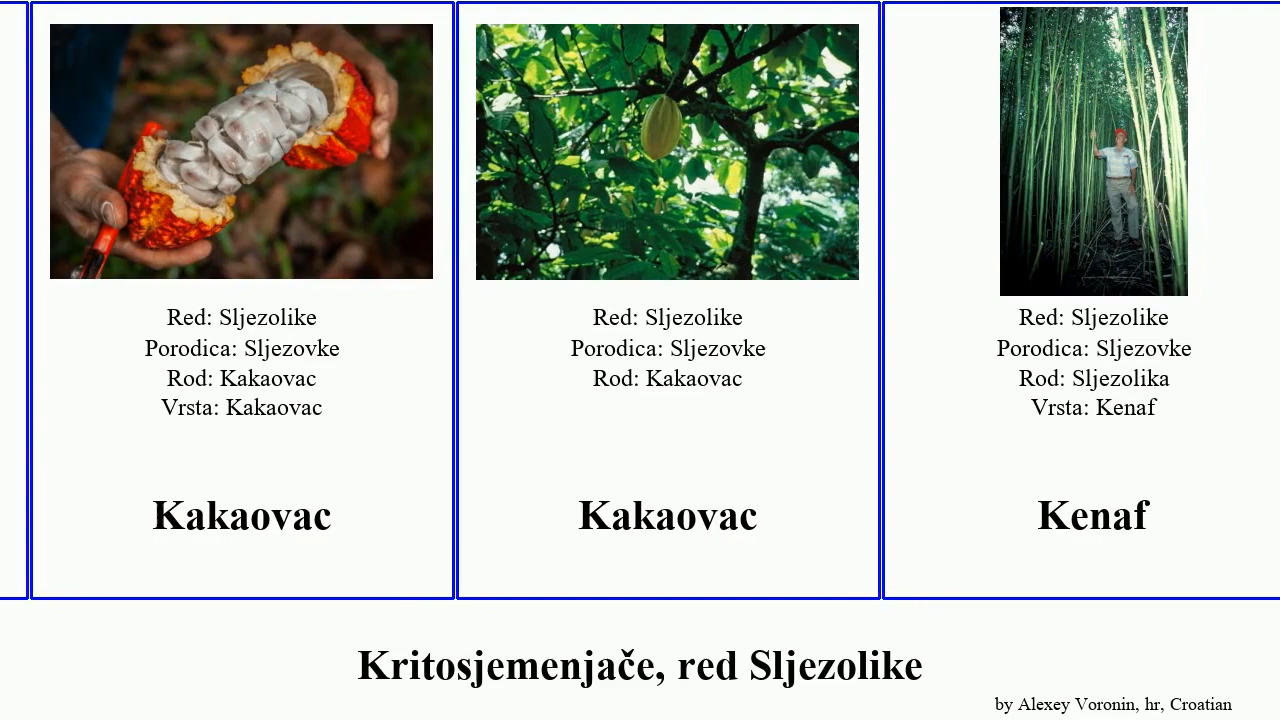 Red: Sljezolike
Porodica: Sljezovke
Rod: Kakaovac
Vrsta: Kakaovac
Kakaovac
Red: Sljezolike
Porodica: Sljezovke
Rod: Kakaovac
Kakaovac
Red: Sljezolike
Porodica: Sljezovke
Rod: Sljezolika
Vrsta: Kenaf
Kenaf
Kritosjemenjače, red Sljezolike
by Alexey Voronin, hr, Croatian